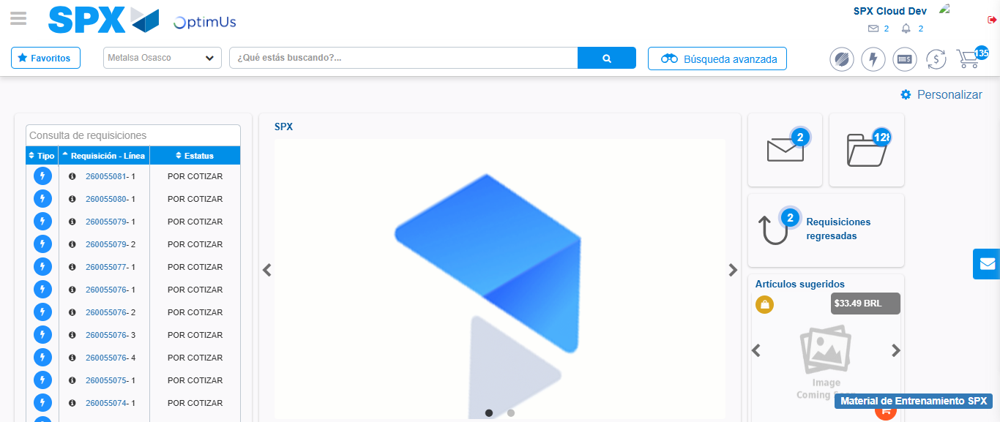 SPX
OptimUs
SPX Cloud Dev
2
2
Favoritos
Metalsa Osasco
¿Qué estás buscando?...
Búsqueda avanzada
$
135
Personalizar
Consulta de requisiciones
Tipo Requisición - Línea Estatus
260055081- 1 POR COTIZAR
260055080- 1 POR COTIZAR
260055079- 1 POR COTIZAR
260055079- 2 POR COTIZAR
260055077- 1 POR COTIZAR
260055076- 1 POR COTIZAR
260055076- 2 POR COTIZAR
260055076- 3 POR COTIZAR
260055076- 4 POR COTIZAR
260055075- 1 POR COTIZAR
260055074- 1 POR COTIZAR
SPX
2
2
Requisiciones
regresadas
Artículos sugeridos
$33.49 BRL
Image
Coming
Material de Entrenamiento SPX